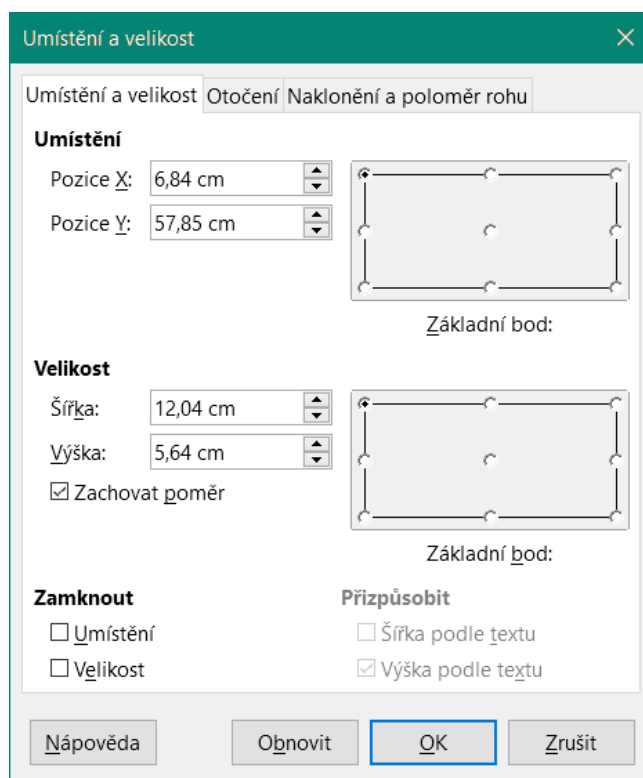 Umístění a velikost
Umístění a velikost Otočení Naklonění a poloměr rohu
Umístění
Pozice X: 6,84 cm
Pozice Y: 57,85 cm
Základní bod:
Velikost
Šířka: 12,04 cm
Výška: 5,64 cm
Zachovat poměr
Základní bod:
Zamknout Přizpůsobit
Umístění Šířka podle textu
Velikost Výška podle textu
Nápověda Obnovit OK Zrušit